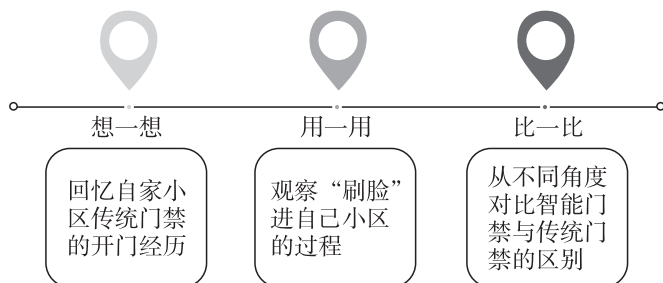 想一想
用一用
比一比
回忆自家小
区传统门禁
的开门经历
观察“刷脸”
进自己小区
的过程
从不同角度
对比智能门
禁与传统门
禁的区别